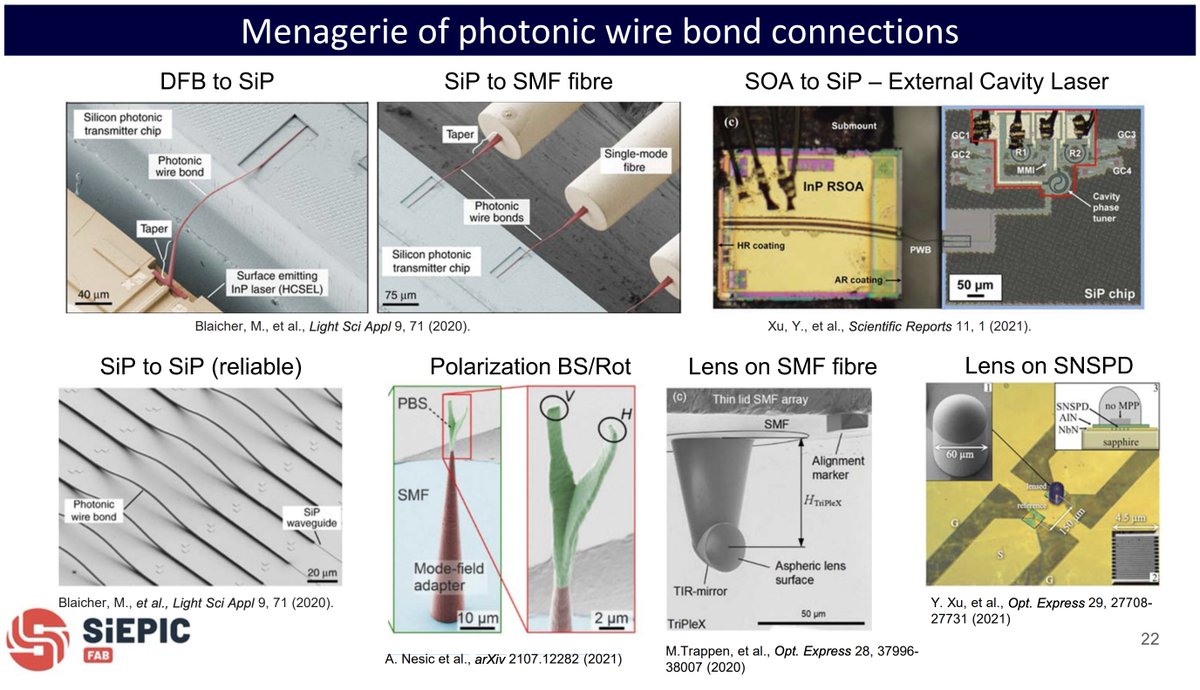 Menagerie of photonic wire bond connections
DFB to SiP
SiP to SMF fibre
SOA to SiP – External Cavity Laser
Silicon photonic
transmitter chip
Photonic
wire bond
Taper
Surface emitting
InP laser (HCSEL)
40 µm
Taper
Single-mode
fibre
Photonic
wire bonds
Silicon photonic
transmitter chip
75 µm
(c)
Submount
InP RSOA
HR coating
AR coating
PWB
GC1
GC2
R1
R2
GC3
GC4
MMI
Cavity
phase
tuner
50 µm
SiP chip
Blaicher, M., et al., Light Sci Appl 9, 71 (2020).
Xu, Y., et al., Scientific Reports 11, 1 (2021).
SiP to SiP (reliable)
Polarization BS/Rot
Lens on SMF fibre
Lens on SNSPD
Photonic
wire bond
SiP
waveguide
20 µm
PBS
SMF
Mode-field
adapter
10 µm
V
H
2 µm
(c)
Thin lid SMF array
SMF
Alignment
marker
HTriPleX
Aspheric lens
surface
TIR-mirror
50 µm
TriPleX
1
60 µm
3
SNSPD
AlN
NbN
no MPP
sapphire
lensed
reference
150 µm
G
S
G
4.5 µm
2
Blaicher, M., et al., Light Sci Appl 9, 71 (2020).
A. Nesic et al., arXiv 2107.12282 (2021)
M.Trappen, et al., Opt. Express 28, 37996-
38007 (2020)
Y. Xu, et al., Opt. Express 29, 27708-
27731 (2021)
SiEPIC
FAB
22